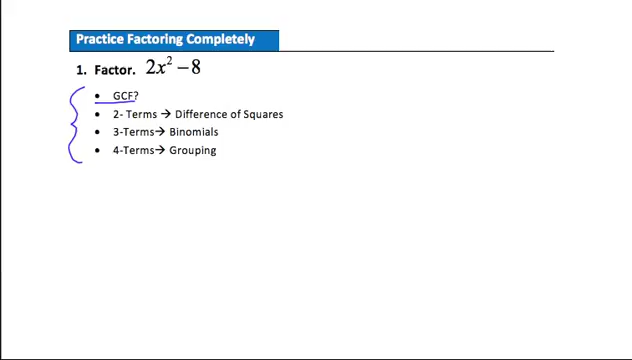 Practice Factoring Completely
1. Factor. 2x² − 8
• GCF?
• 2- Terms → Difference of Squares
• 3-Terms→ Binomials
• 4-Terms→ Grouping